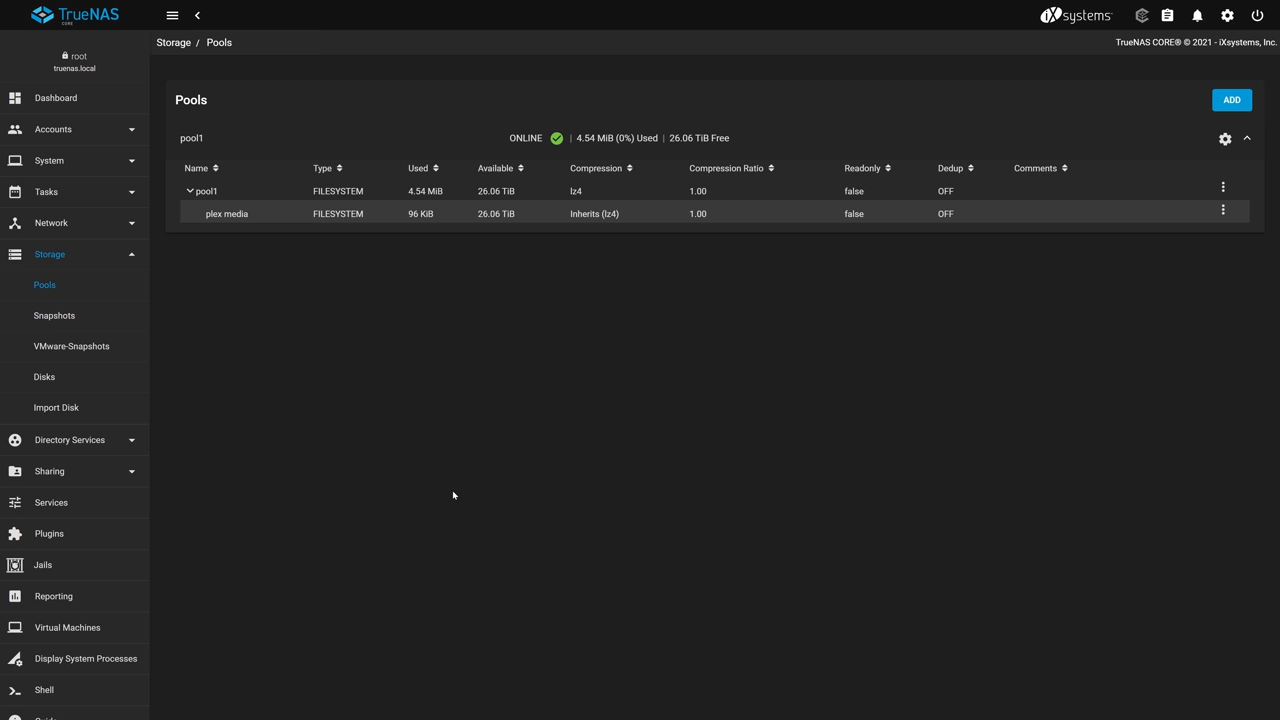 TrueNAS
CORE
iXsystems
root
truenas.local
Storage / Pools
TrueNAS CORE® © 2021 - iXsystems, Inc.
Dashboard
Accounts
System
Tasks
Network
Storage
Pools
Snapshots
VMware-Snapshots
Disks
Import Disk
Directory Services
Sharing
Services
Plugins
Jails
Reporting
Virtual Machines
Display System Processes
Shell
Pools
ADD
pool1 ONLINE | 4.54 MiB (0%) Used | 26.06 TiB Free
Name Type Used Available Compression Compression Ratio Readonly Dedup Comments
pool1 FILESYSTEM 4.54 MiB 26.06 TiB lz4 1.00 false OFF
plex media FILESYSTEM 96 KiB 26.06 TiB Inherits (lz4) 1.00 false OFF